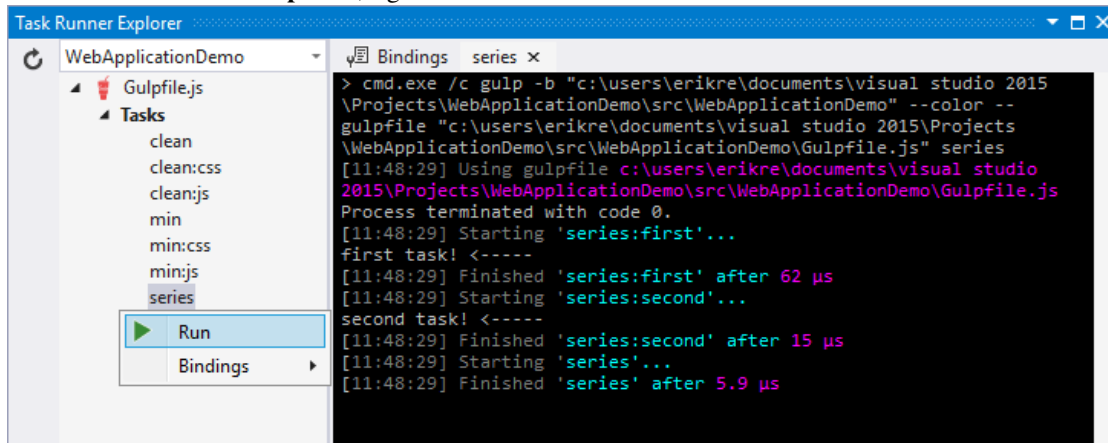 Task Runner Explorer
WebApplicationDemo
Gulpfile.js
Tasks
clean
clean:css
clean:js
min
min:css
min:js
series
Run
Bindings
Bindings series
> cmd.exe /c gulp -b "c:\users\erikre\documents\visual studio 2015
\Projects\WebApplicationDemo\src\WebApplicationDemo" --color --
gulpfile "c:\users\erikre\documents\visual studio 2015\Projects
\WebApplicationDemo\src\WebApplicationDemo\Gulpfile.js" series
[11:48:29] Using gulpfile c:\users\erikre\documents\visual studio
2015\Projects\WebApplicationDemo\src\WebApplicationDemo\Gulpfile.js
Process terminated with code 0.
[11:48:29] Starting 'series:first'...
first task! <-----
[11:48:29] Finished 'series:first' after 62 μs
[11:48:29] Starting 'series:second'...
second task! <-----
[11:48:29] Finished 'series:second' after 15 μs
[11:48:29] Starting 'series'...
[11:48:29] Finished 'series' after 5.9 μs